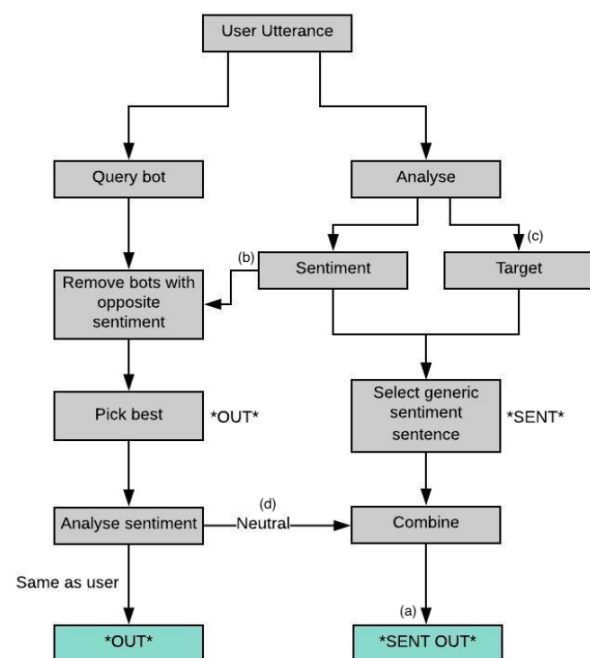 User Utterance
Query bot
Analyse
(b)
(c)
Remove bots with
opposite
sentiment
Sentiment
Target
Pick best
*OUT*
Select generic
sentiment
sentence
*SENT*
Analyse sentiment
(d)
Neutral
Combine
Same as user
(a)
*OUT*
*SENT OUT*